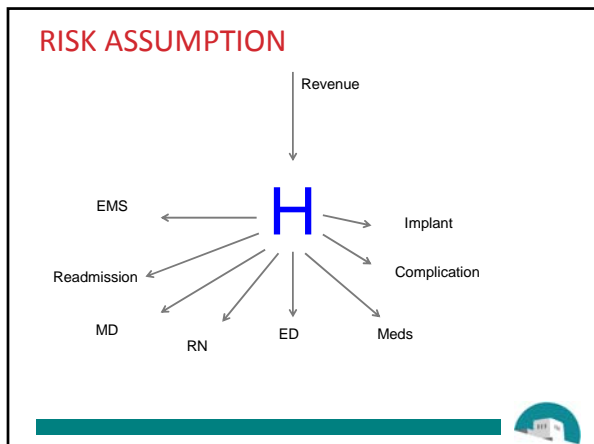 RISK ASSUMPTION
Revenue
H
EMS
Implant
Readmission
Complication
MD
RN
ED
Meds